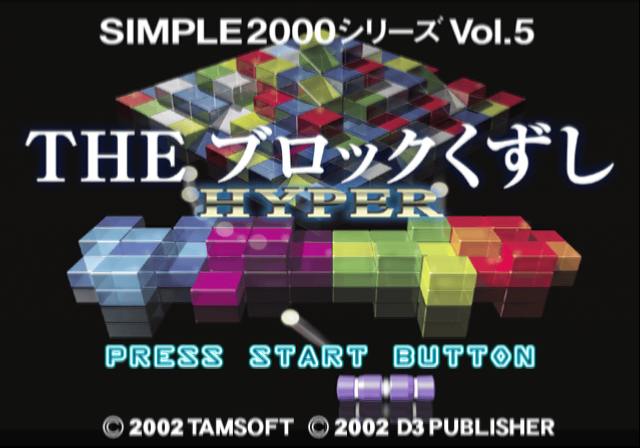 SIMPLE2000シリーズ Vol.5
THE ブロックくずし
HYPER
PRESS START BUTTON
© 2002 TAMSOFT © 2002 D3 PUBLISHER